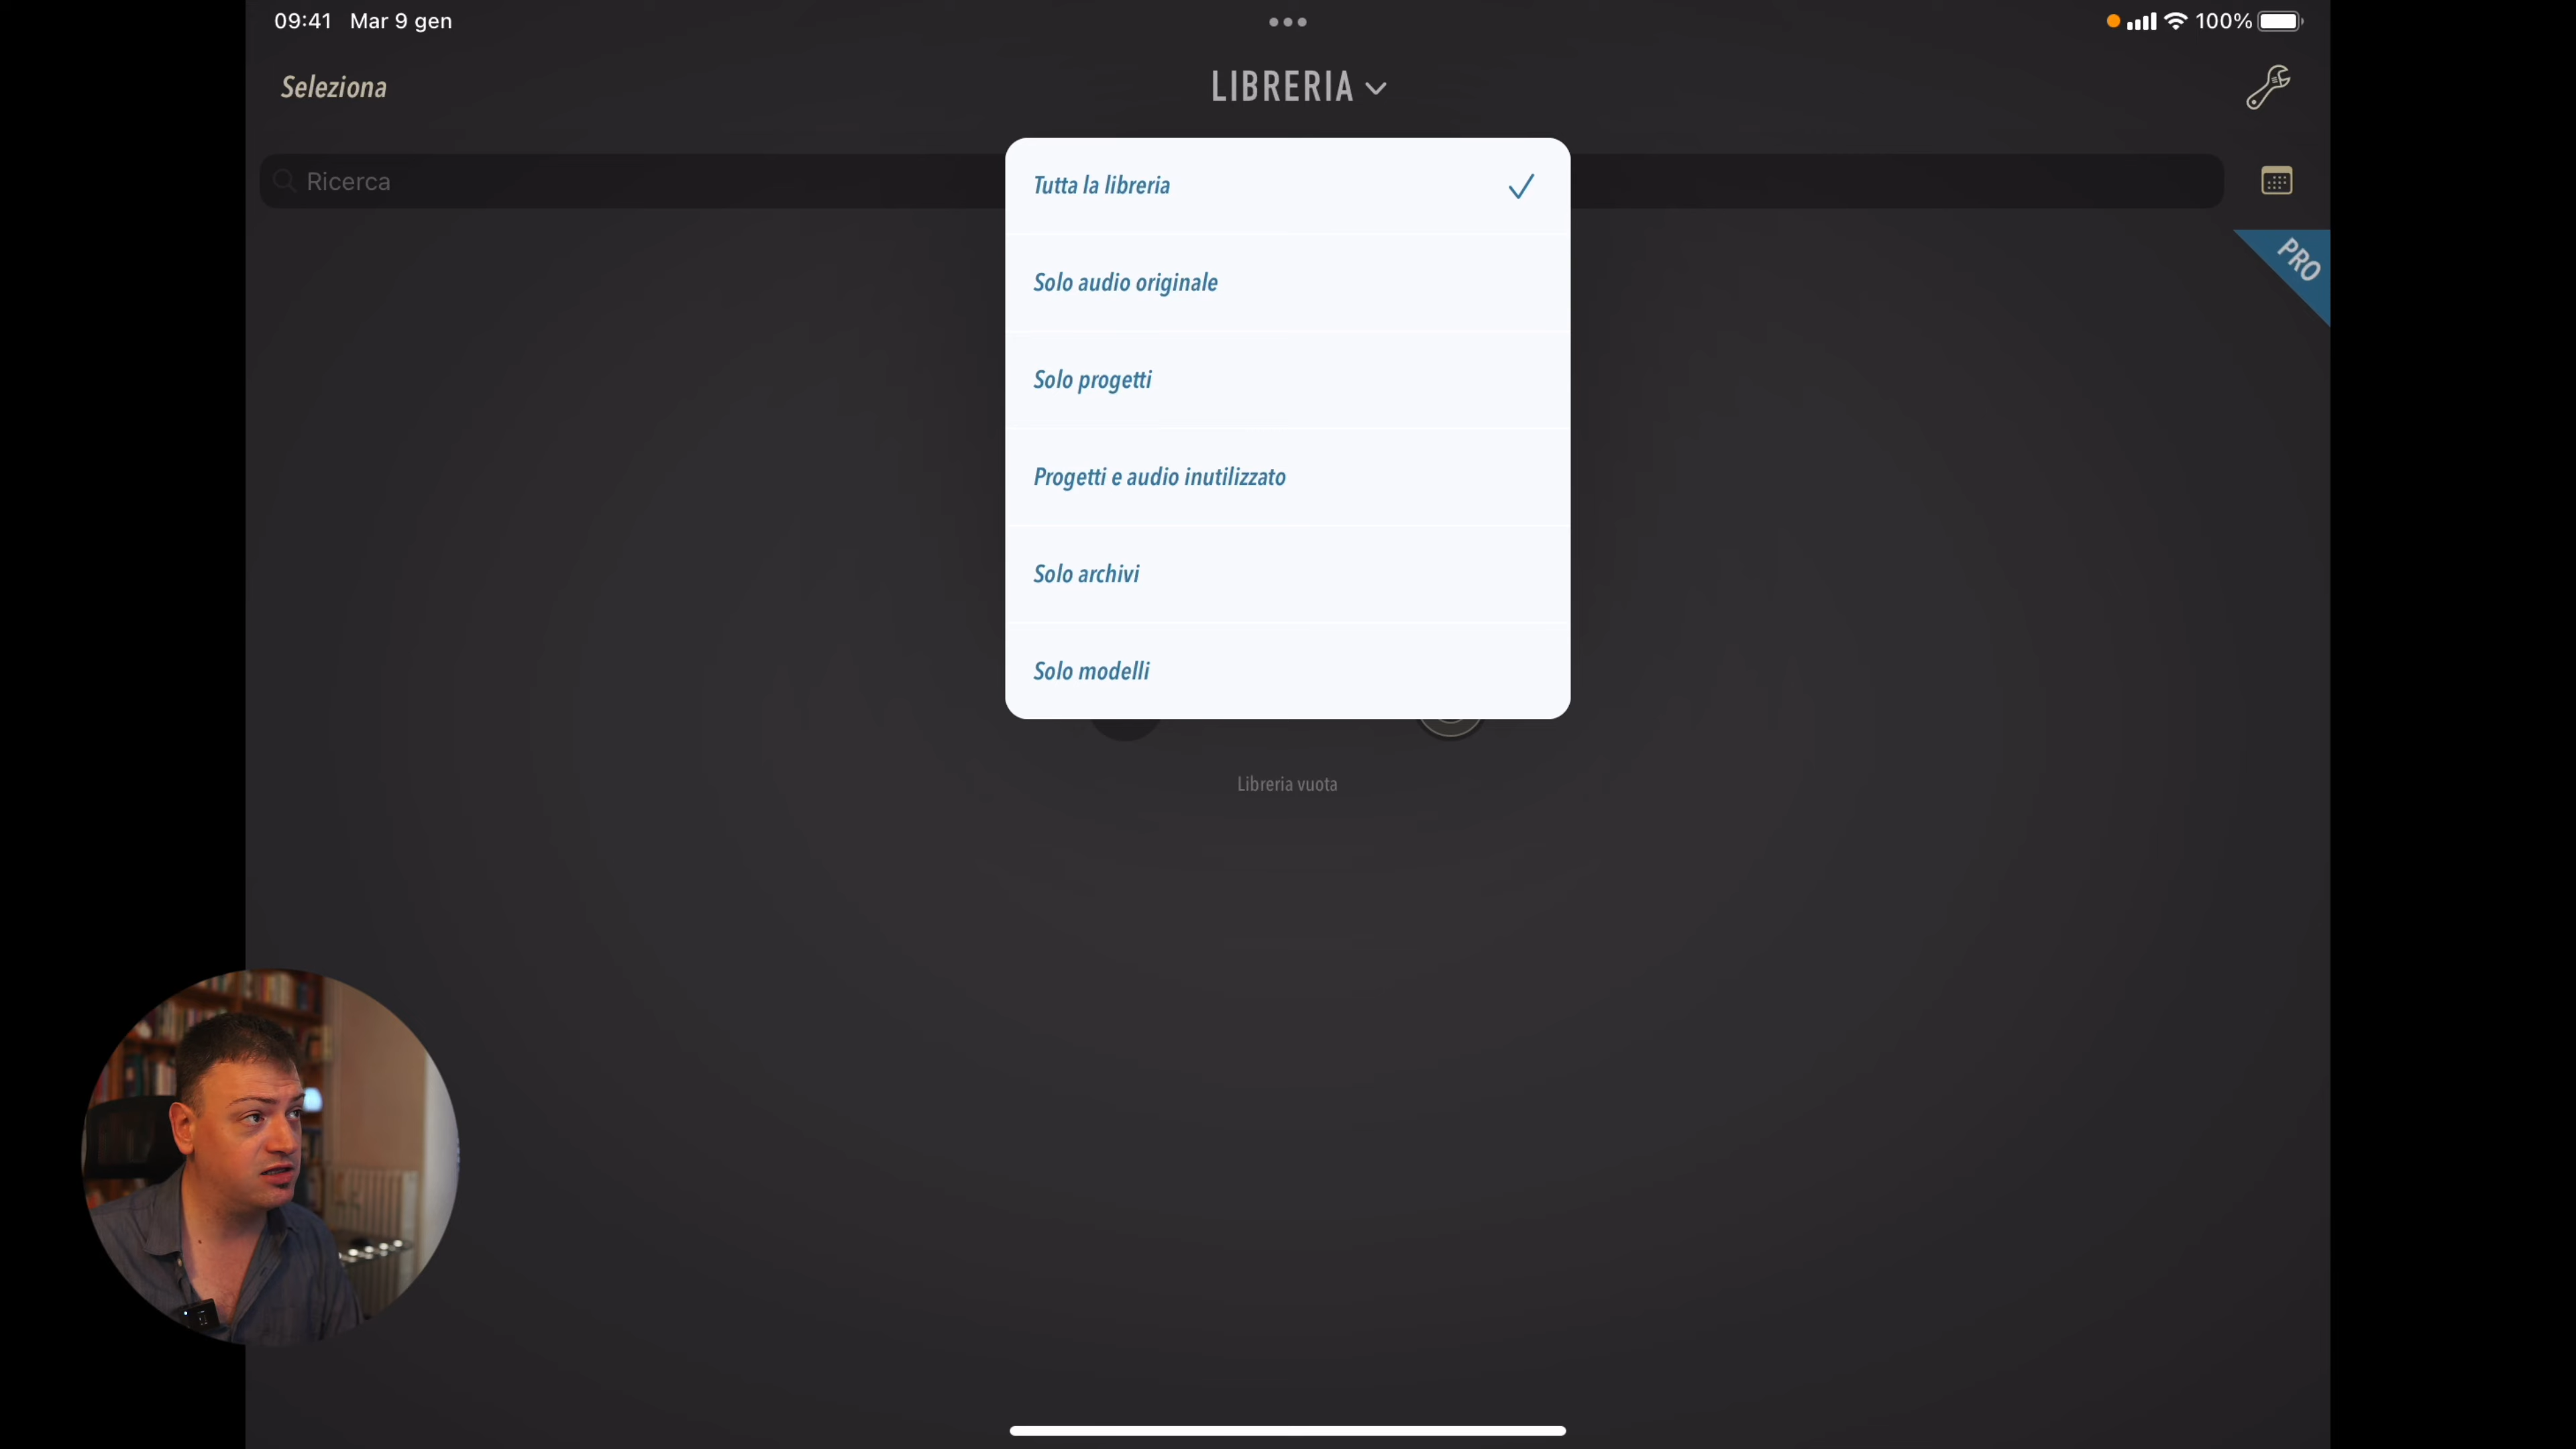 09:41 Mar 9 gen
100%
Seleziona
LIBRERIA
Ricerca
PRO
Tutta la libreria
Solo audio originale
Solo progetti
Progetti e audio inutilizzato
Solo archivi
Solo modelli
Libreria vuota